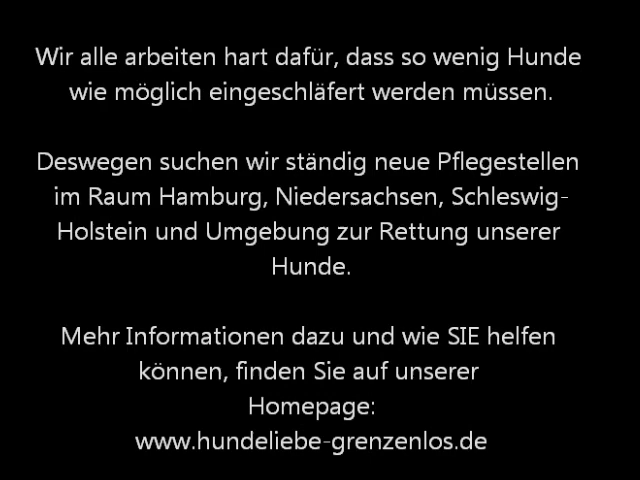 Wir alle arbeiten hart dafür, dass so wenig Hunde
wie möglich eingeschläfert werden müssen.
Deswegen suchen wir ständig neue Pflegestellen
im Raum Hamburg, Niedersachsen, Schleswig-
Holstein und Umgebung zur Rettung unserer
Hunde.
Mehr Informationen dazu und wie SIE helfen
können, finden Sie auf unserer
Homepage:
www.hundeliebe-grenzenlos.de